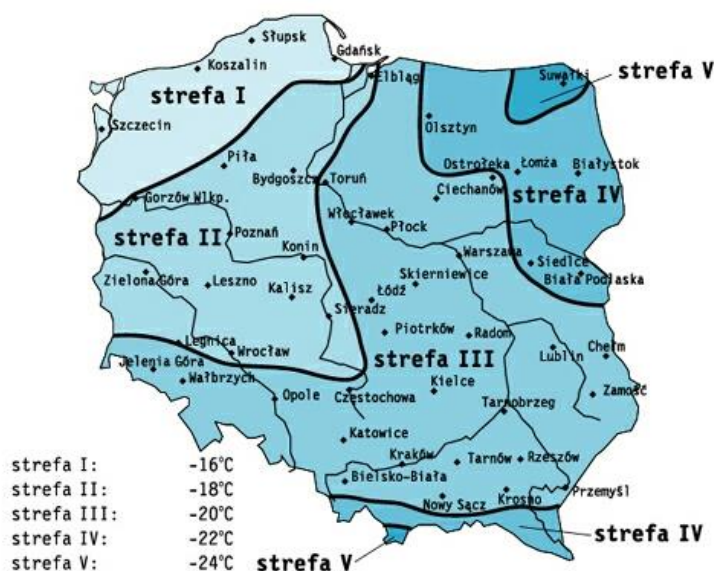 Słupsk
Gdańsk
Koszalin
Elbląg
strefa V
Suwałki
strefa I
Szczecin
Olsztyn
Piła
Ostrołęka
Łomża
Białystok
Bydgoszcz
Toruń
Ciechanów
strefa IV
Gorzów Wlkp.
Włocławek
Płock
strefa II
Poznań
Konin
Warszawa
Siedlce
Skierniewice
Biała Podlaska
Zielona Góra
Leszno
Kalisz
Łódź
Sieradz
Piotrków
Radom
Legnica
Wrocław
strefa III
Lublin
Chełm
Jelenia Góra
Wałbrzych
Opole
Częstochowa
Kielce
Zamość
Tarnobrzeg
Katowice
Kraków
Tarnów
Rzeszów
Bielsko-Biała
Nowy Sącz
Krosno
Przemyśl
strefa IV
strefa V
strefa I: -16°C
strefa II: -18°C
strefa III: -20°C
strefa IV: -22°C
strefa V: -24°C